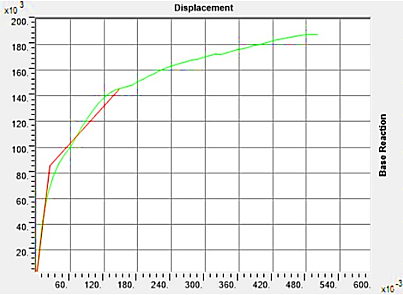 Displacement
x10 3
200.
180.
160.
140.
120.
100.
80.
60.
40.
20.
Base Reaction
60. 120. 180. 240. 300. 360. 420. 480. 540. 600.
x10 -3